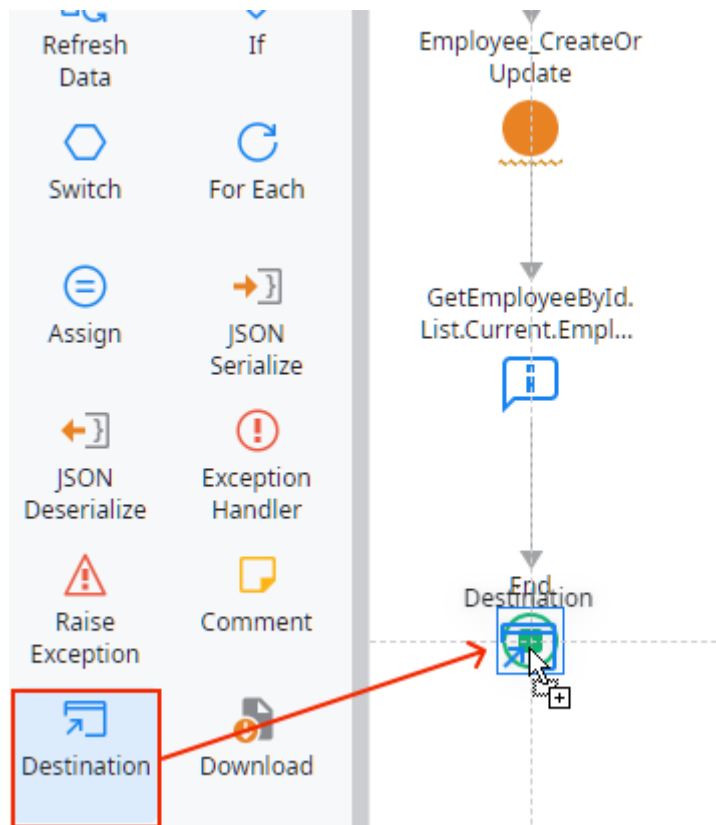 Refresh
Data
If
Switch
For Each
Assign
JSON
Serialize
JSON
Deserialize
Exception
Handler
Raise
Exception
Comment
Destination
Download
Employee_CreateOr
Update
GetEmployeeById.
List.Current.Empl...
End
Destination